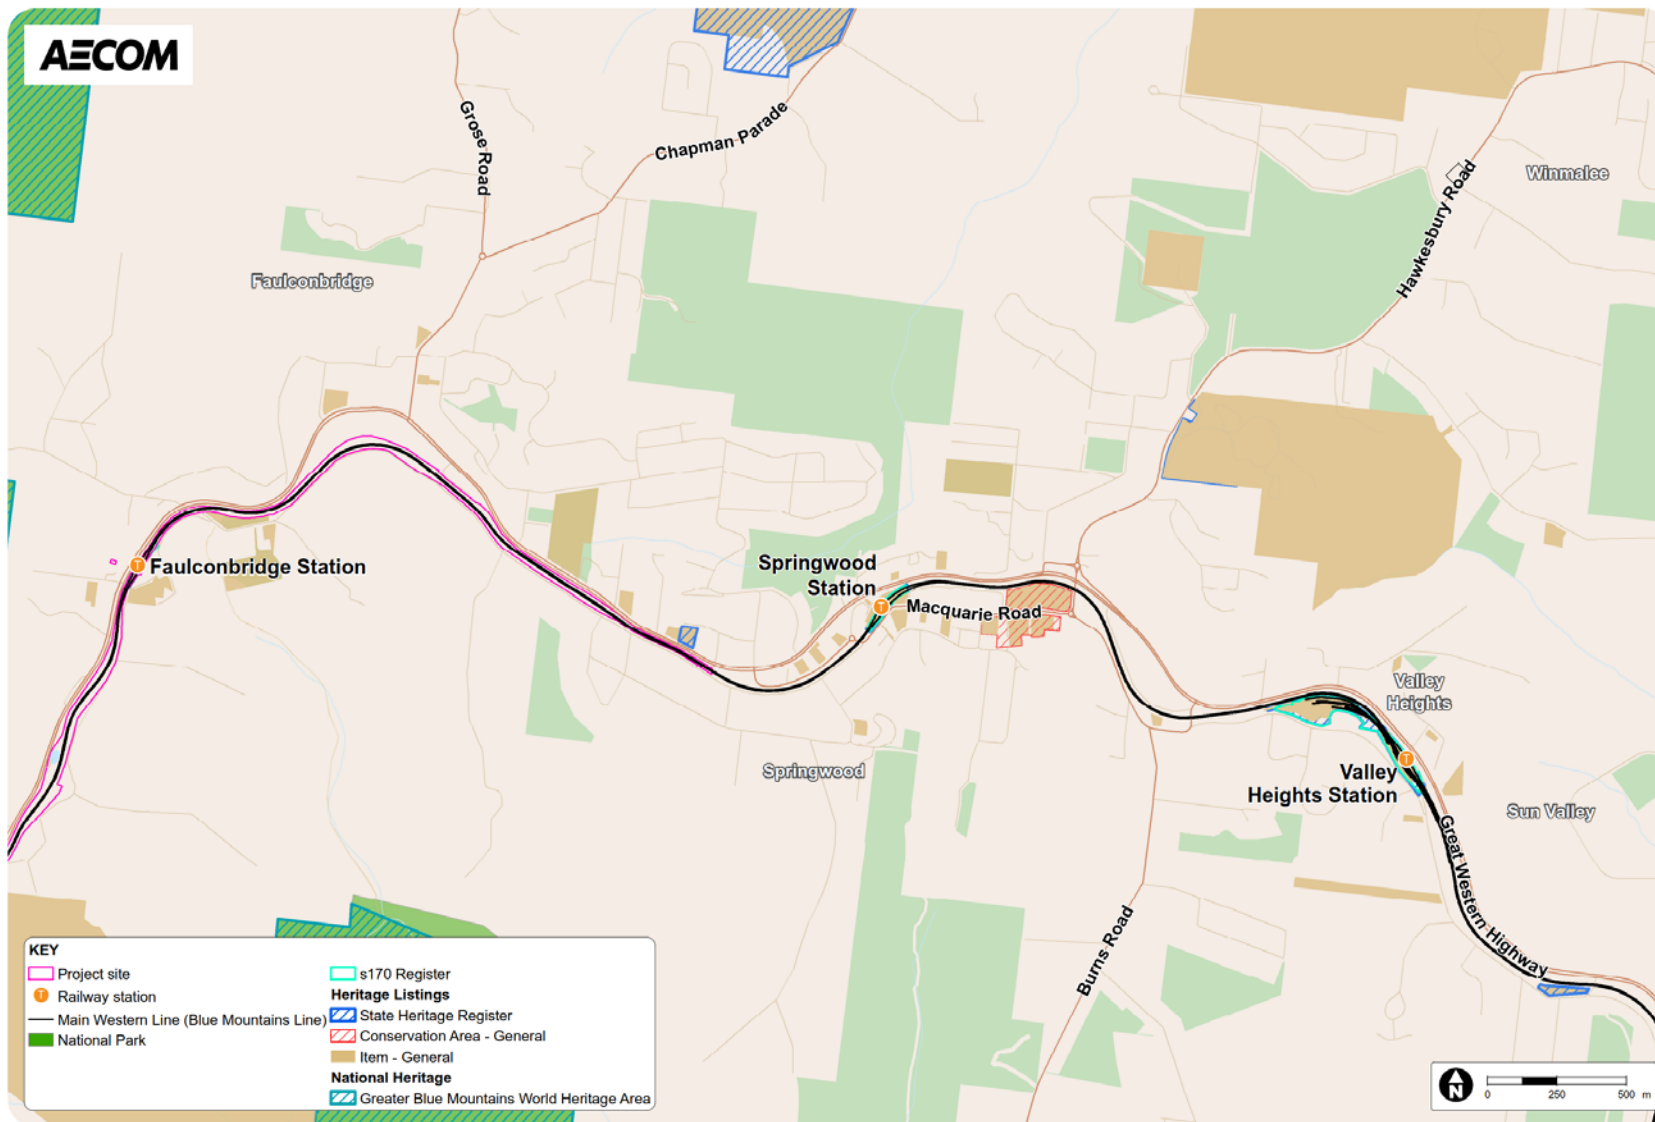 AECOM
Grose Road
Chapman Parade
Hawkesbury Road
Winmalee
Faulconbridge
Faulconbridge Station
Springwood
Station
Macquarie Road
Valley
Heights
Springwood
Valley
Heights Station
Sun Valley
Great Western Highway
Burns Road
KEY
Project site
Railway station
Main Western Line (Blue Mountains Line)
National Park
s170 Register
Heritage Listings
State Heritage Register
Conservation Area - General
Item - General
National Heritage
Greater Blue Mountains World Heritage Area
T
T
T
T
N
0 250 500 m